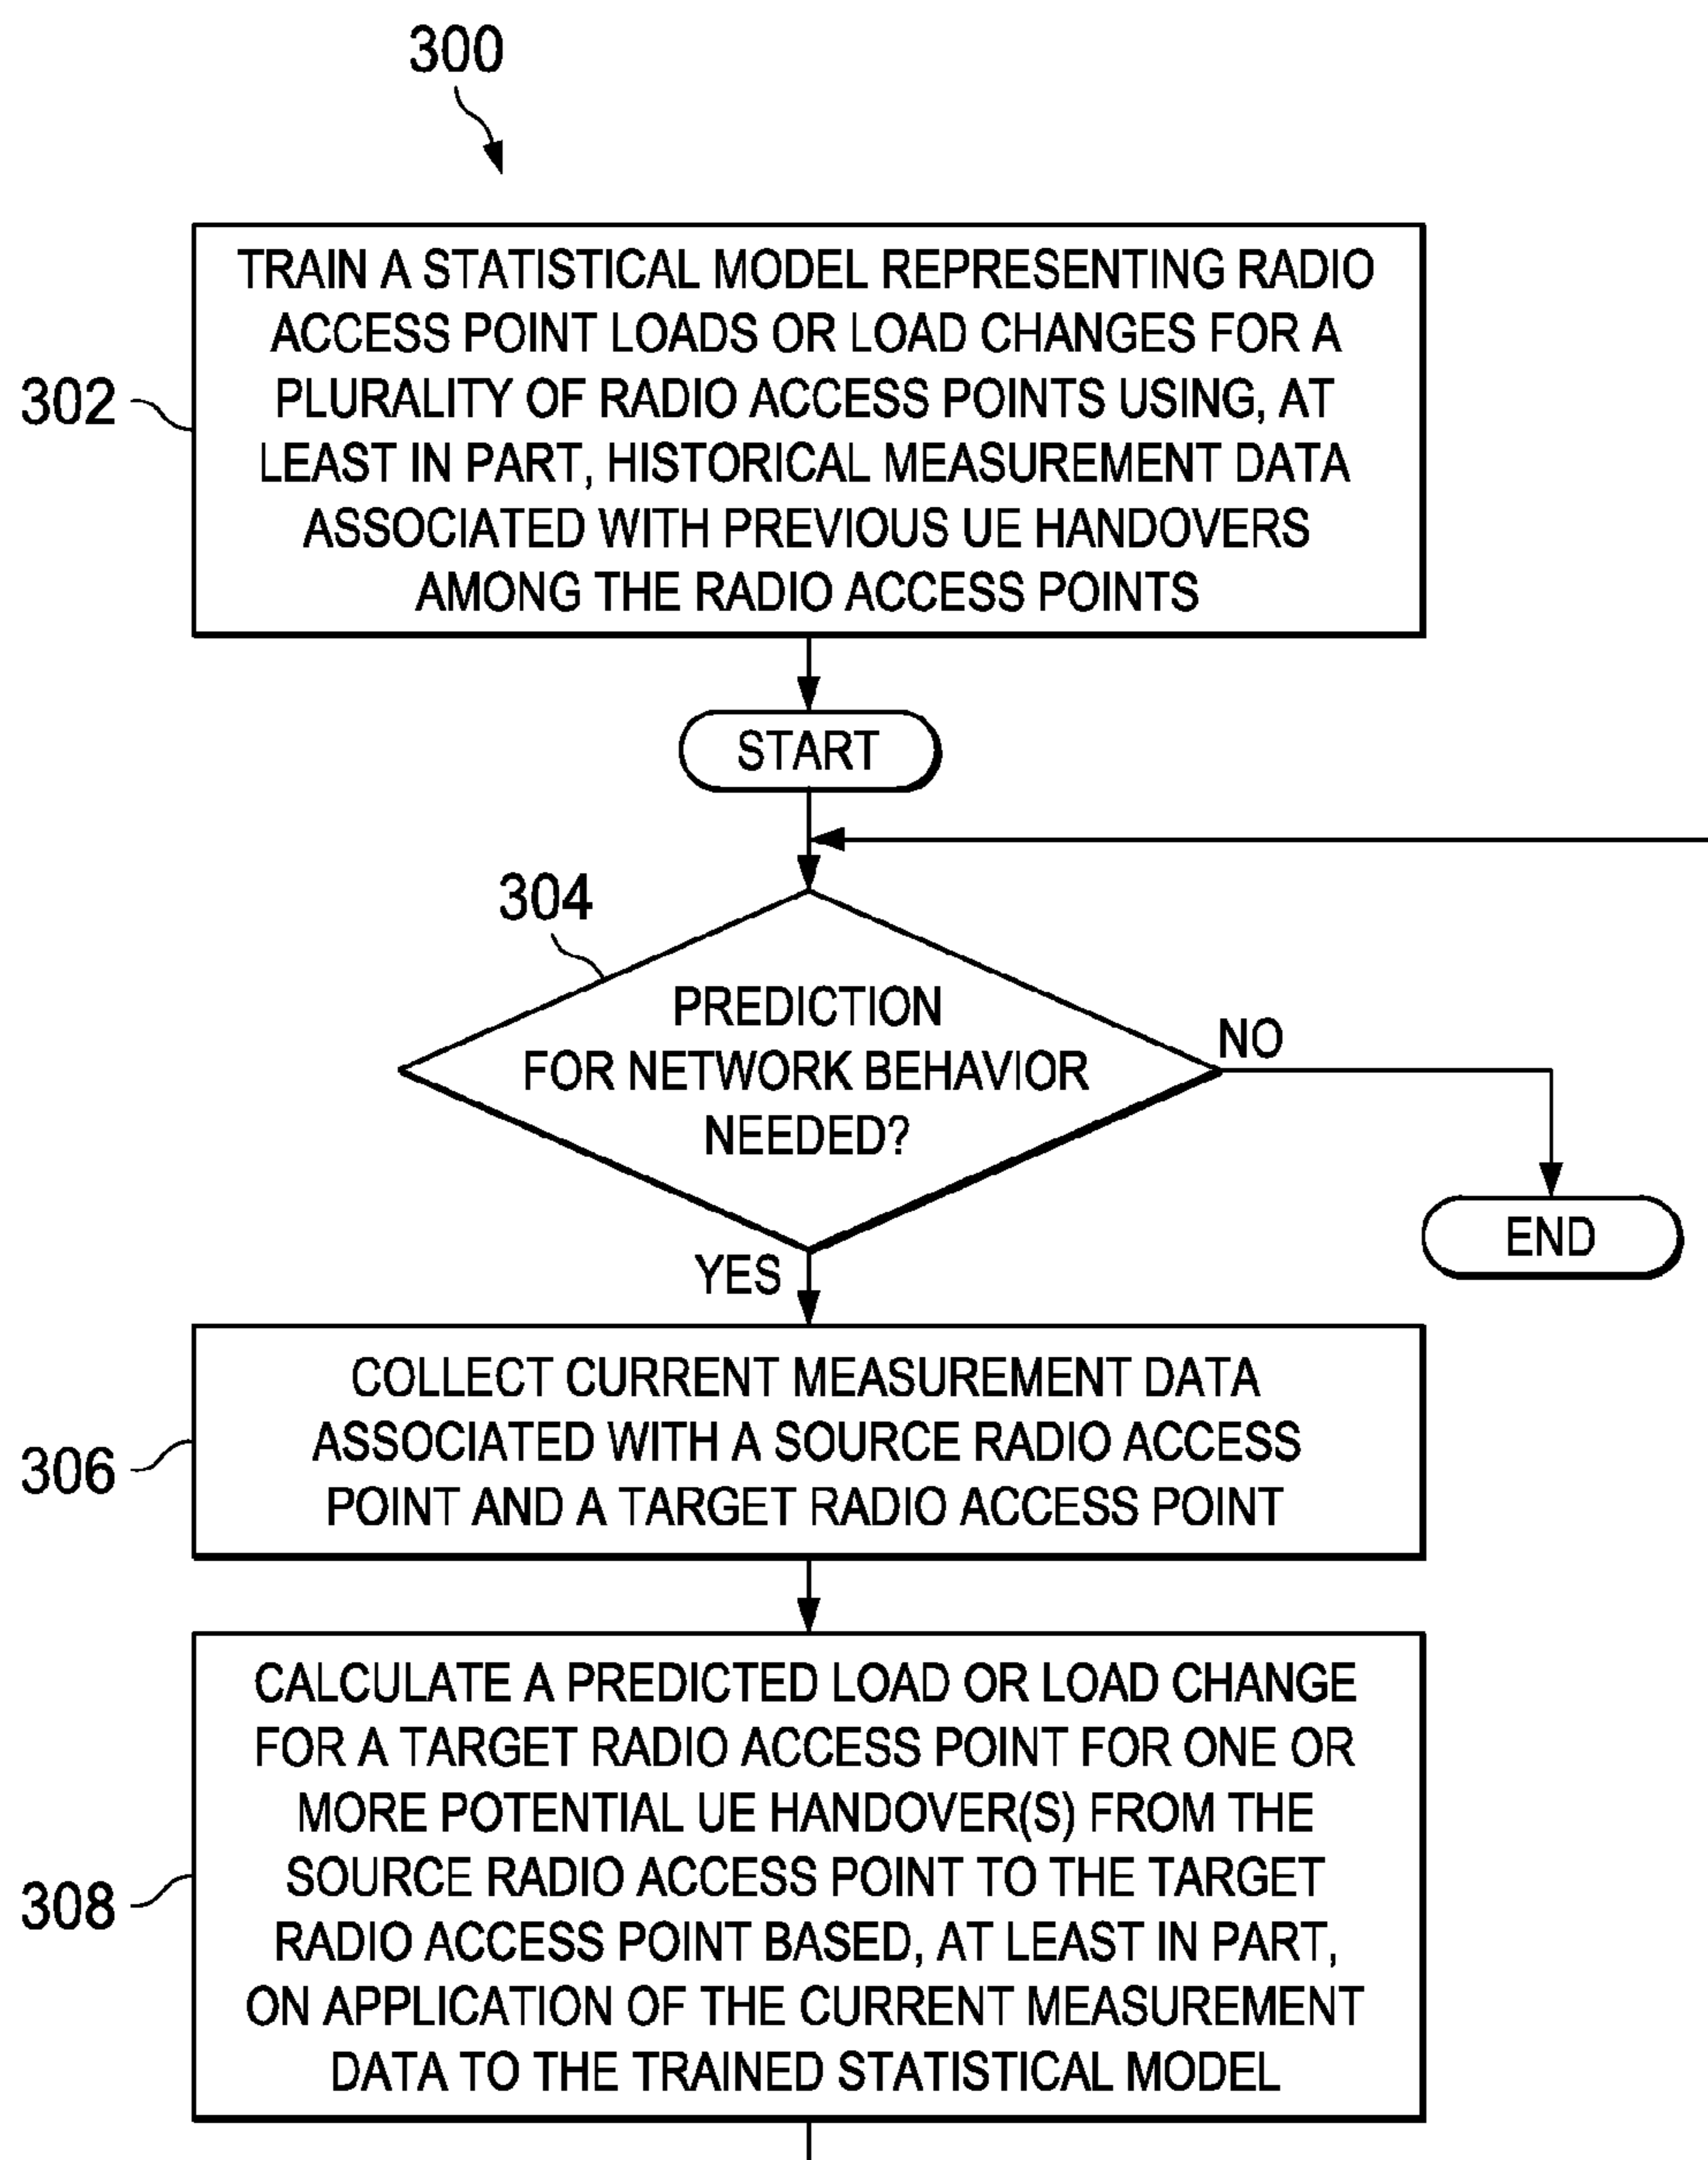 300
302
TRAIN A STATISTICAL MODEL REPRESENTING RADIO
ACCESS POINT LOADS OR LOAD CHANGES FOR A
PLURALITY OF RADIO ACCESS POINTS USING, AT
LEAST IN PART, HISTORICAL MEASUREMENT DATA
ASSOCIATED WITH PREVIOUS UE HANDOVERS
AMONG THE RADIO ACCESS POINTS
START
304
PREDICTION
FOR NETWORK BEHAVIOR
NEEDED?
NO
END
YES
306
COLLECT CURRENT MEASUREMENT DATA
ASSOCIATED WITH A SOURCE RADIO ACCESS
POINT AND A TARGET RADIO ACCESS POINT
308
CALCULATE A PREDICTED LOAD OR LOAD CHANGE
FOR A TARGET RADIO ACCESS POINT FOR ONE OR
MORE POTENTIAL UE HANDOVER(S) FROM THE
SOURCE RADIO ACCESS POINT TO THE TARGET
RADIO ACCESS POINT BASED, AT LEAST IN PART,
ON APPLICATION OF THE CURRENT MEASUREMENT
DATA TO THE TRAINED STATISTICAL MODEL